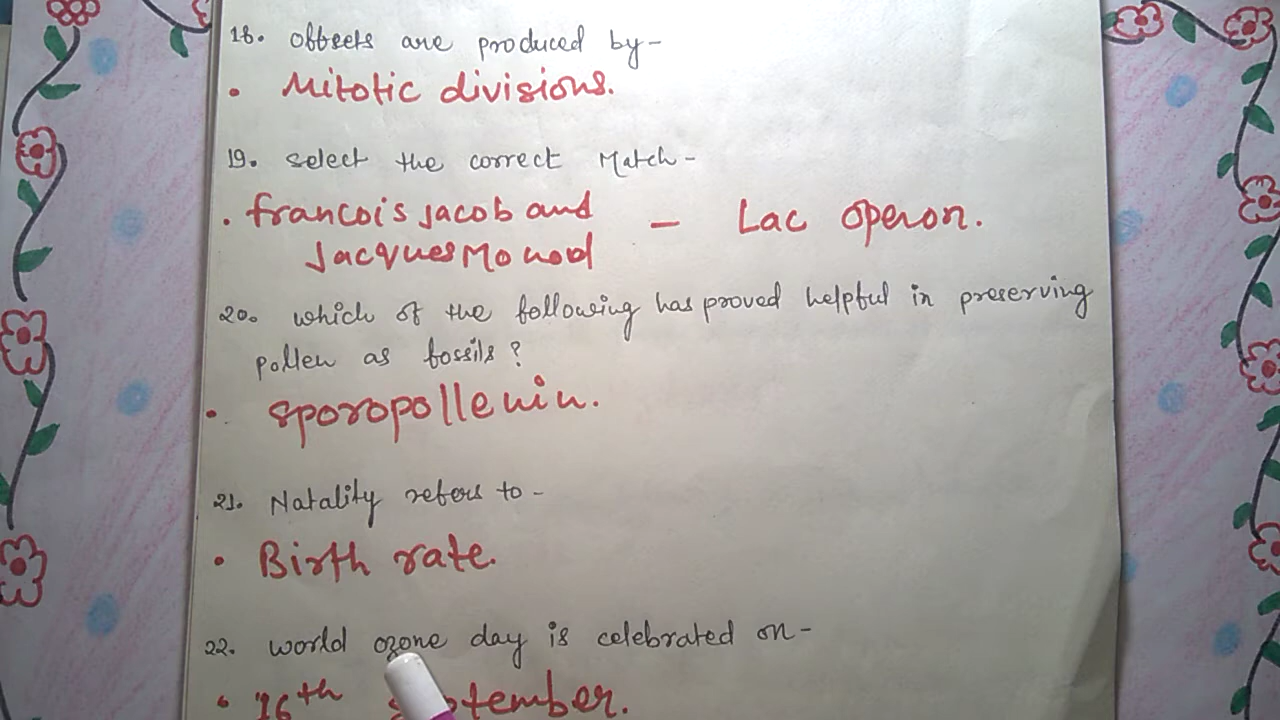 18. offsets are produced by-
• Mitotic divisions.
19. select the correct Match-
• francois Jacob and - Lac operon.
Jacques Monod
20. which of the following has proved helpful in preserving
pollen as fossils?
• sporopollenin.
21. Natality refers to -
• Birth rate.
22. world ozone day is celebrated on-
• 16th September.